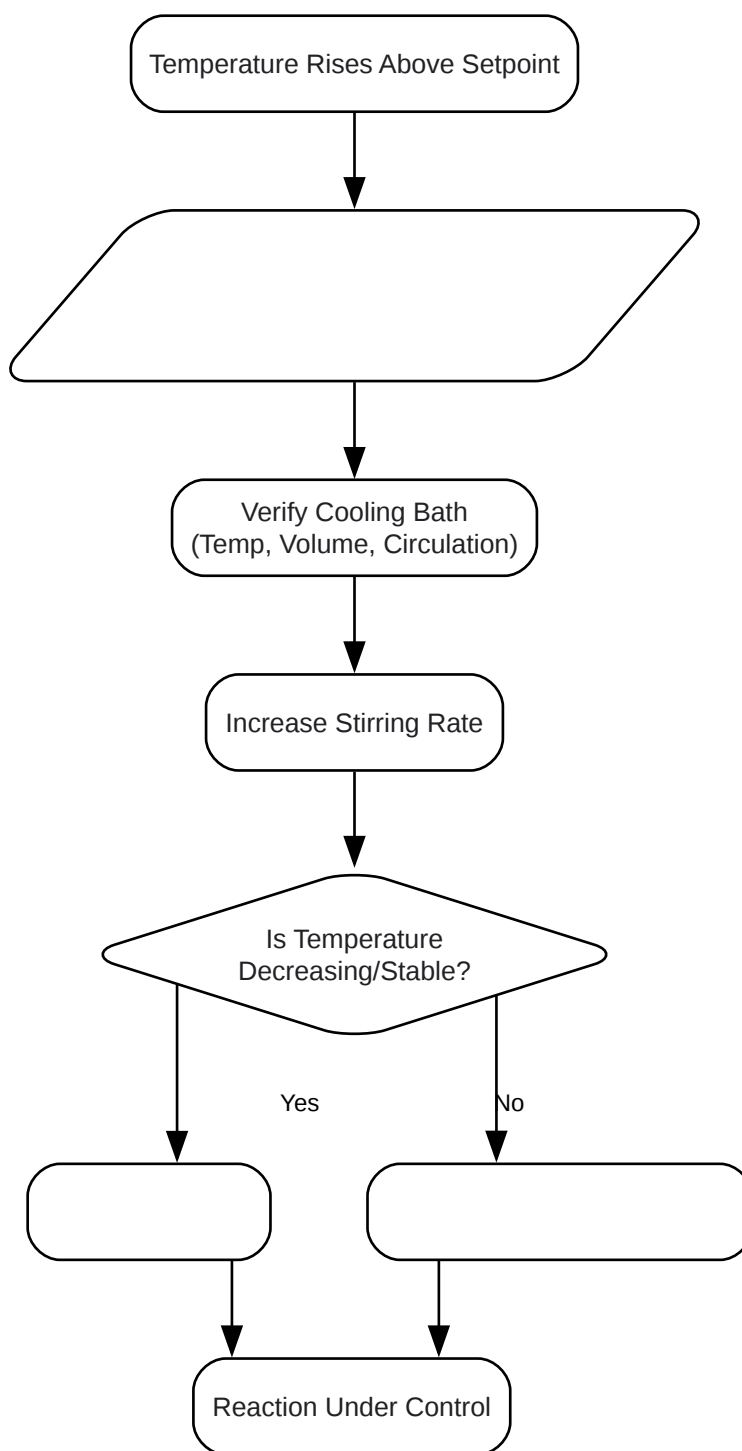 Temperature Rises Above Setpoint
Verify Cooling Bath
(Temp, Volume, Circulation)
Increase Stirring Rate
Is Temperature
Decreasing/Stable?
Yes
No
Reaction Under Control